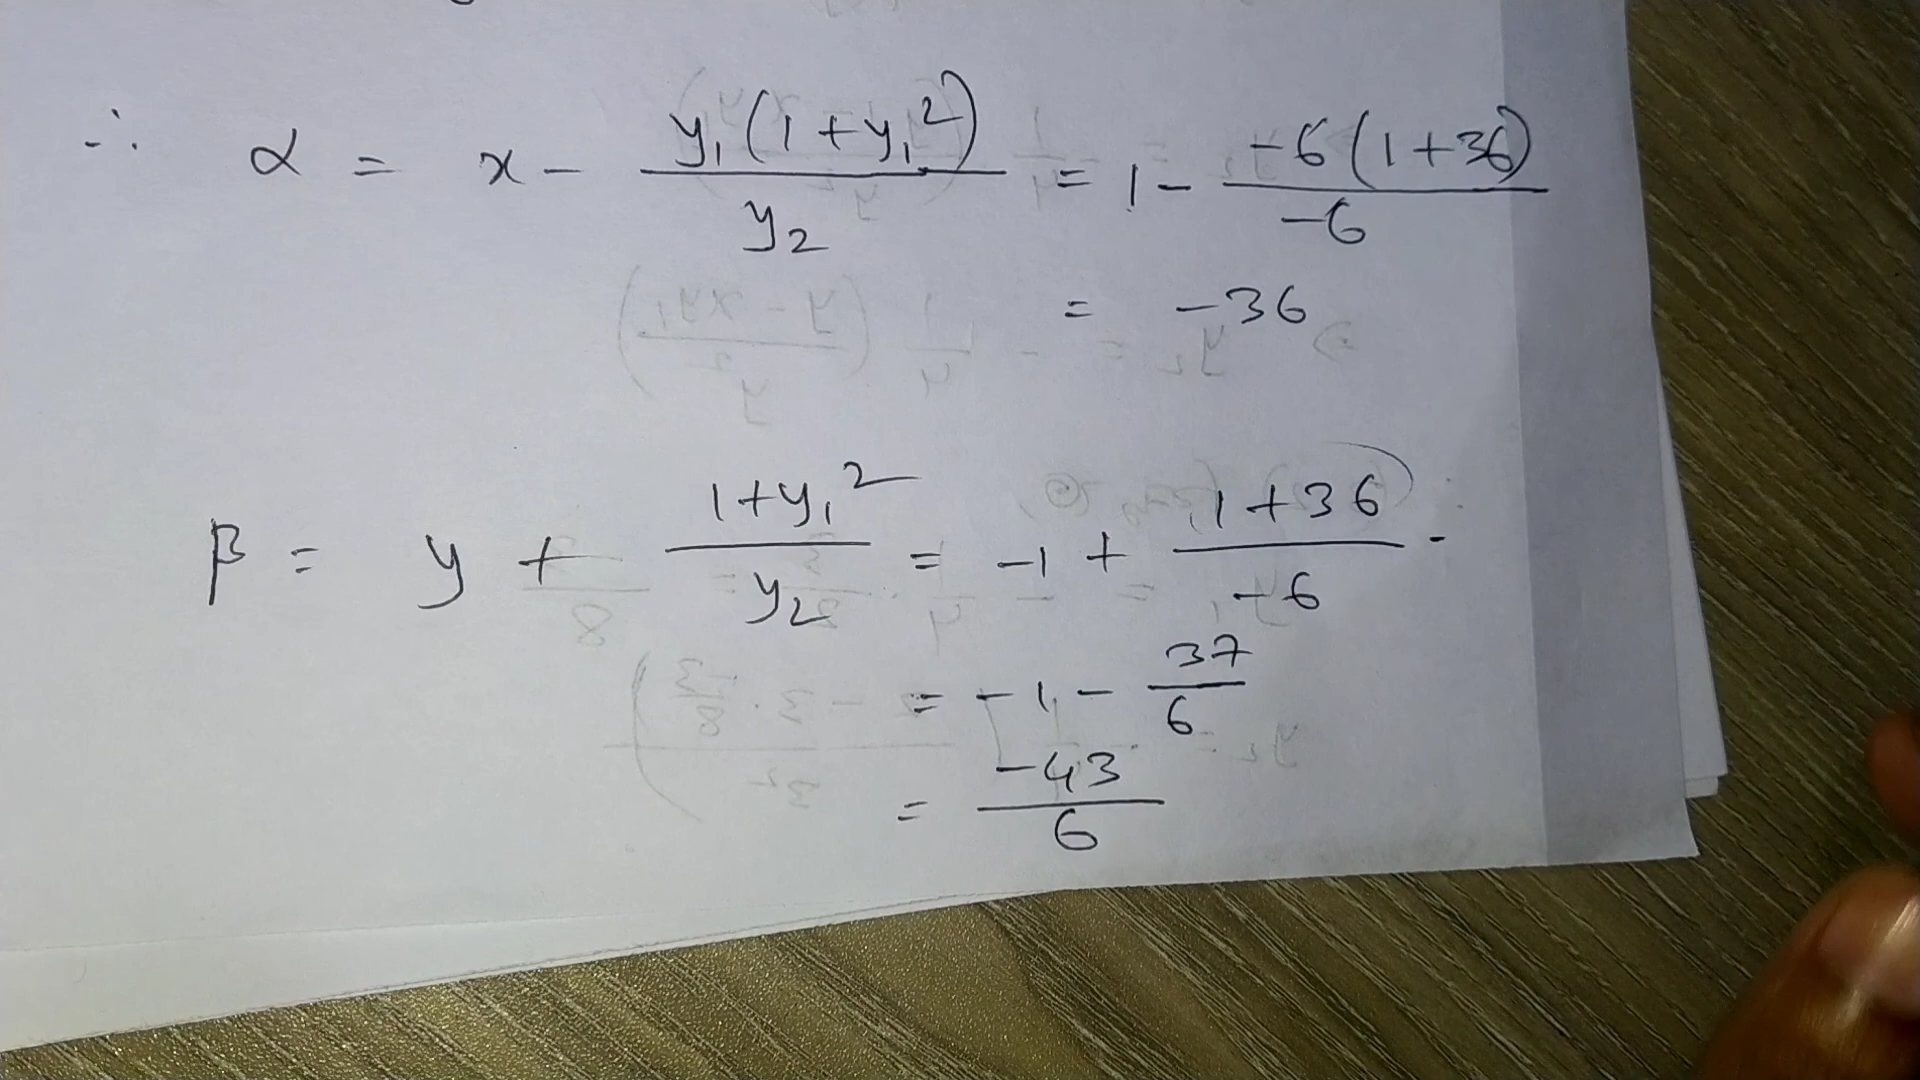 ∴ α = x - y₁(1+y₁²)/y₂ = 1 - -6(1+36)/-6
= -36
β = y + 1+y₁²/y₂ = -1 + 1+36/-6 .
= -1 - 37/6
= -43/6